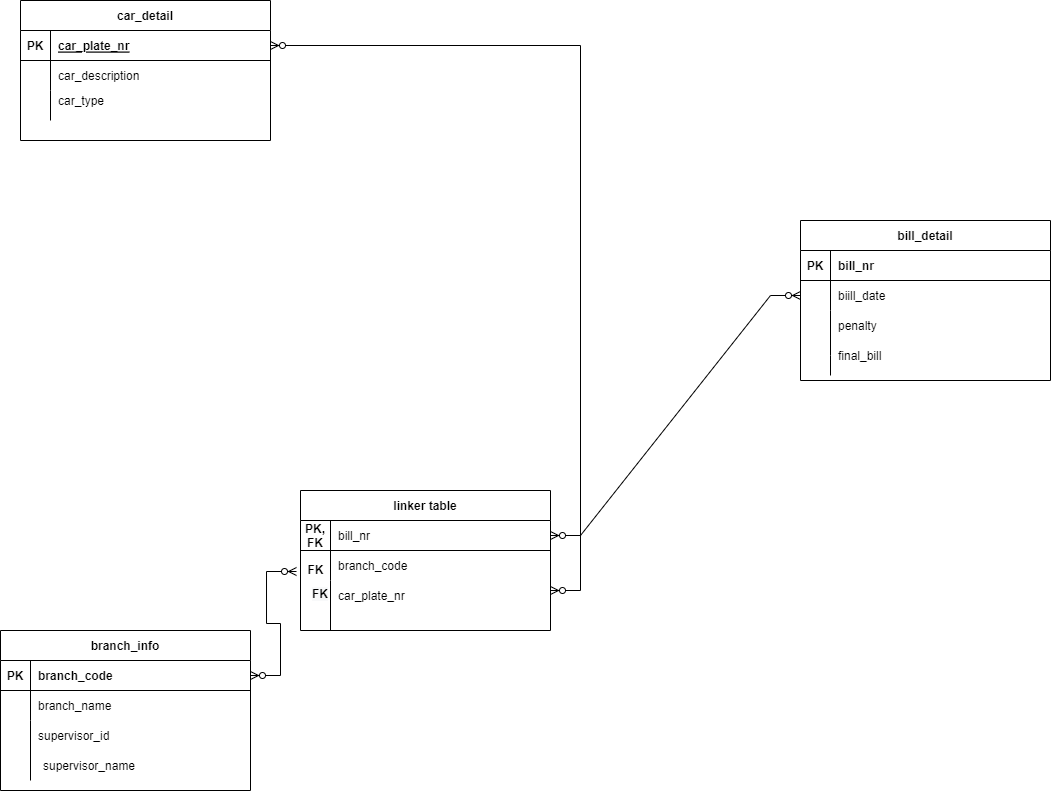 car_detail
PK car_plate_nr
car_description
car_type
bill_detail
PK bill_nr
biill_date
penalty
final_bill
linker table
PK,
FK bill_nr
FK branch_code
FK car_plate_nr
branch_info
PK branch_code
branch_name
supervisor_id
supervisor_name